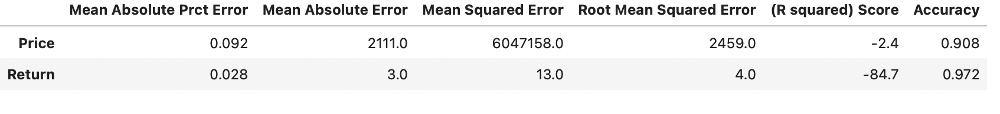 Mean Absolute Prct Error Mean Absolute Error Mean Squared Error Root Mean Squared Error (R squared) Score Accuracy
Price 0.092 2111.0 6047158.0 2459.0 -2.4 0.908
Return 0.028 3.0 13.0 4.0 -84.7 0.972